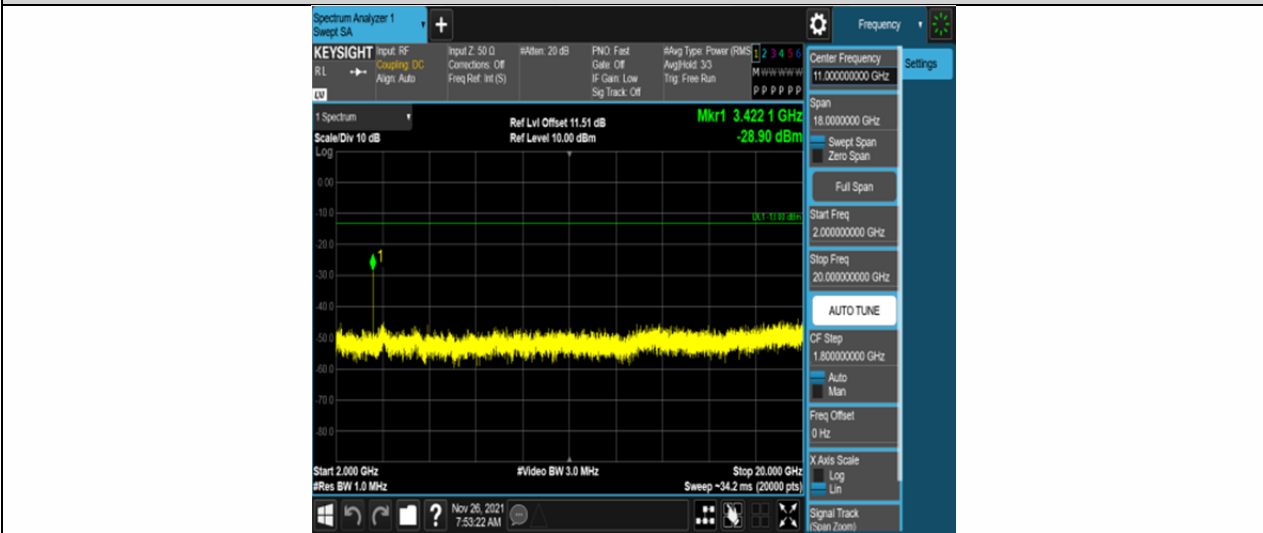 Spectrum Analyzer 1
Swept SA
+
Frequency
KEYSIGHT
Input: RF
Coupling: DC
Align: Auto
Input Z: 50 Ω
Corrections: Off
Freq Ref: Int (S)
#Atten: 20 dB
PNO: Fast
Gate: Off
IF Gain: Low
Sig Track: Off
#Avg Type: Power (RMS
Avg|Hold: 3/3
Trig: Free Run
1 2 3 4 5 6
M W W W W W
P P P P P P
RL
LV
Center Frequency
11.000000000 GHz
Settings
Span
18.0000000 GHz
Swept Span
Zero Span
Full Span
Start Freq
2.000000000 GHz
Stop Freq
20.000000000 GHz
AUTO TUNE
CF Step
1.800000000 GHz
Auto
Man
Freq Offset
0 Hz
X Axis Scale
Log
Lin
Signal Track
(Span Zoom)
1 Spectrum
Scale/Div 10 dB
Log
Ref Lvl Offset 11.51 dB
Ref Level 10.00 dBm
Mkr1 3.422 1 GHz
-28.90 dBm
0.00
-10.0
DL1 -13.00 dBm
-20.0
1
-30.0
-40.0
-50.0
-60.0
-70.0
-80.0
Start 2.000 GHz
#Res BW 1.0 MHz
#Video BW 3.0 MHz
Stop 20.000 GHz
Sweep ~34.2 ms (20000 pts)
?
Nov 26, 2021
7:53:22 AM